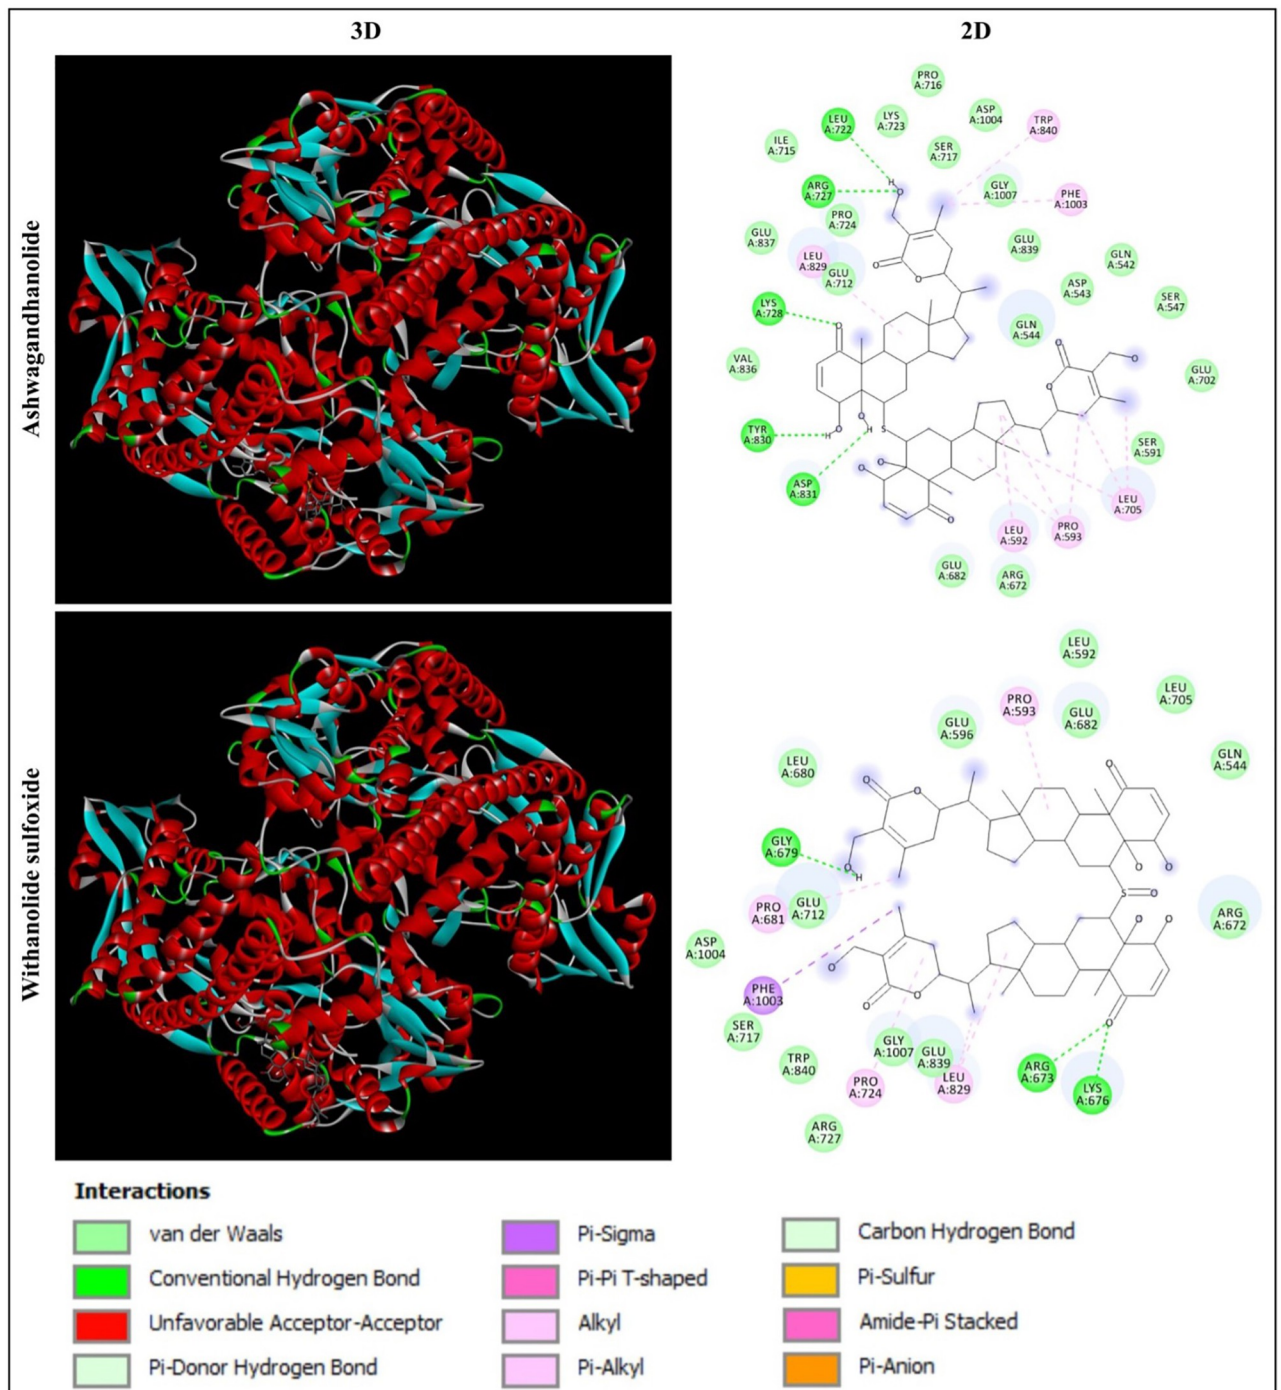 3D
2D
Ashwagandhanolide
PRO
A:716
LEU
A:722
LYS
A:723
ASP
A:1004
TRP
A:840
ILE
A:715
SER
A:717
ARG
A:727
GLY
A:1007
PHE
A:1003
H
O
PRO
A:724
GLU
A:837
GLU
A:839
LEU
A:829
GLU
A:712
O
O
GLN
A:542
ASP
A:543
SER
A:547
LYS
A:728
O
GLN
A:544
O
O
O
VAL
A:836
GLU
A:702
TYR
A:830
H
O
O
H
S
SER
A:591
ASP
A:831
O
O
O
LEU
A:705
LEU
A:592
PRO
A:593
GLU
A:682
ARG
A:672
Withanolide sulfoxide
LEU
A:592
LEU
A:705
PRO
A:593
GLU
A:682
GLU
A:596
GLN
A:544
LEU
A:680
O
O
O
GLY
A:679
O
H
O
O
PRO
A:681
GLU
A:712
S
O
ARG
A:672
O
O
ASP
A:1004
O
PHE
A:1003
O
O
O
SER
A:717
GLY
A:1007
GLU
A:839
TRP
A:840
PRO
A:724
LEU
A:829
ARG
A:673
LYS
A:676
ARG
A:727
Interactions
van der Waals
Conventional Hydrogen Bond
Unfavorable Acceptor-Acceptor
Pi-Donor Hydrogen Bond
Pi-Sigma
Pi-Pi T-shaped
Alkyl
Pi-Alkyl
Carbon Hydrogen Bond
Pi-Sulfur
Amide-Pi Stacked
Pi-Anion